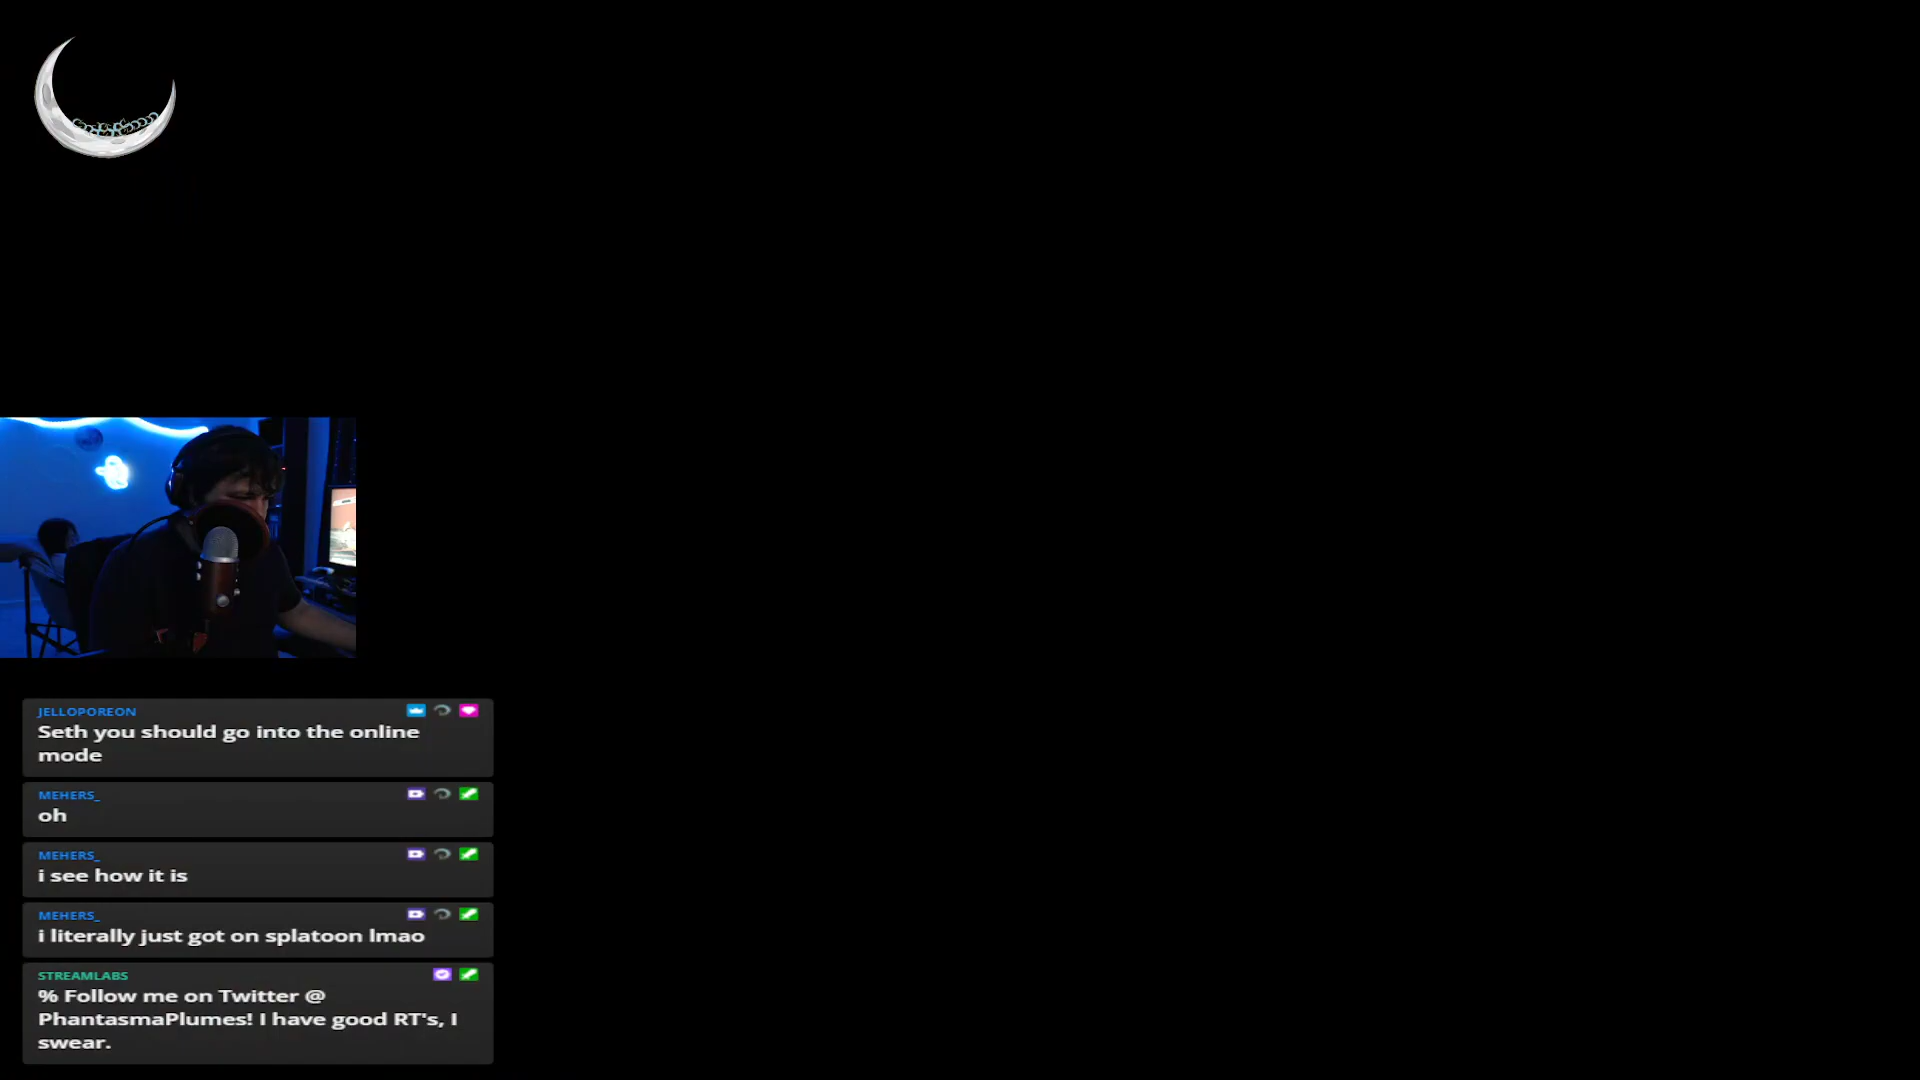 JELLOPOREON
Seth you should go into the online
mode
MEHERS_
oh
MEHERS_
i see how it is
MEHERS_
i literally just got on splatoon lmao
STREAMLABS
% Follow me on Twitter @
PhantasmaPlumes! I have good RT's, I
swear.